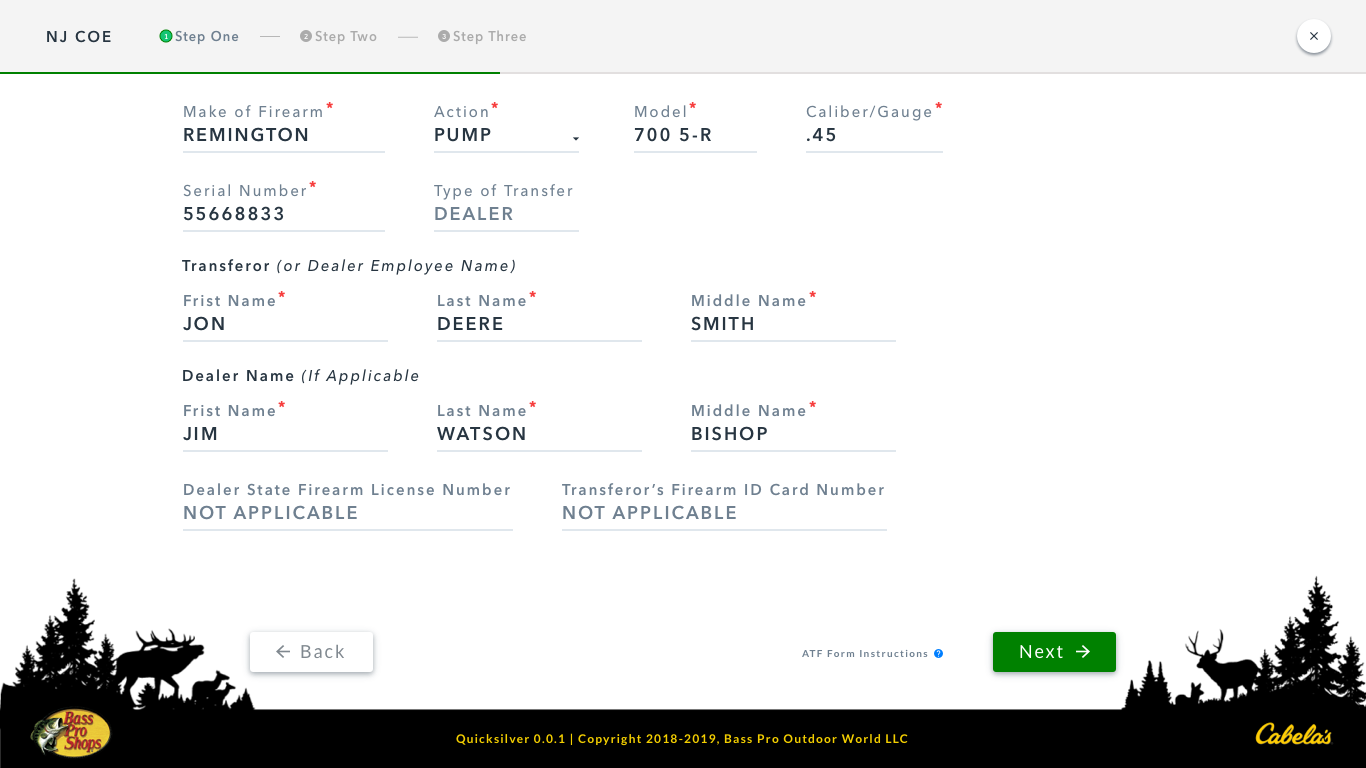 NJ COE 1 Step One 2 Step Two 3 Step Three ×
Make of Firearm* Action* Model* Caliber/Gauge*
REMINGTON PUMP 700 5-R .45
Serial Number* Type of Transfer
55668833 DEALER
Transferor (or Dealer Employee Name)
Frist Name* Last Name* Middle Name*
JON DEERE SMITH
Dealer Name (If Applicable
Frist Name* Last Name* Middle Name*
JIM WATSON BISHOP
Dealer State Firearm License Number Transferor’s Firearm ID Card Number
NOT APPLICABLE NOT APPLICABLE
← Back ATF Form Instructions ? Next →
Bass
Pro
Shops
Quicksilver 0.0.1 | Copyright 2018-2019, Bass Pro Outdoor World LLC
Cabela's